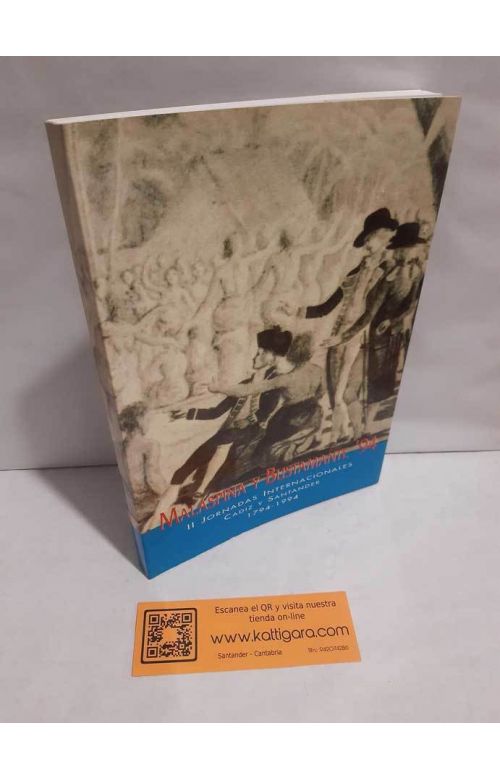 MALASPINA Y BUSTAMANTE '94
II JORNADAS INTERNACIONALES
CADIZ Y SANTANDER
1794-1994
Escanea el QR y visita nuestra
tienda on-line
www.kattigara.com
Santander - Cantabria